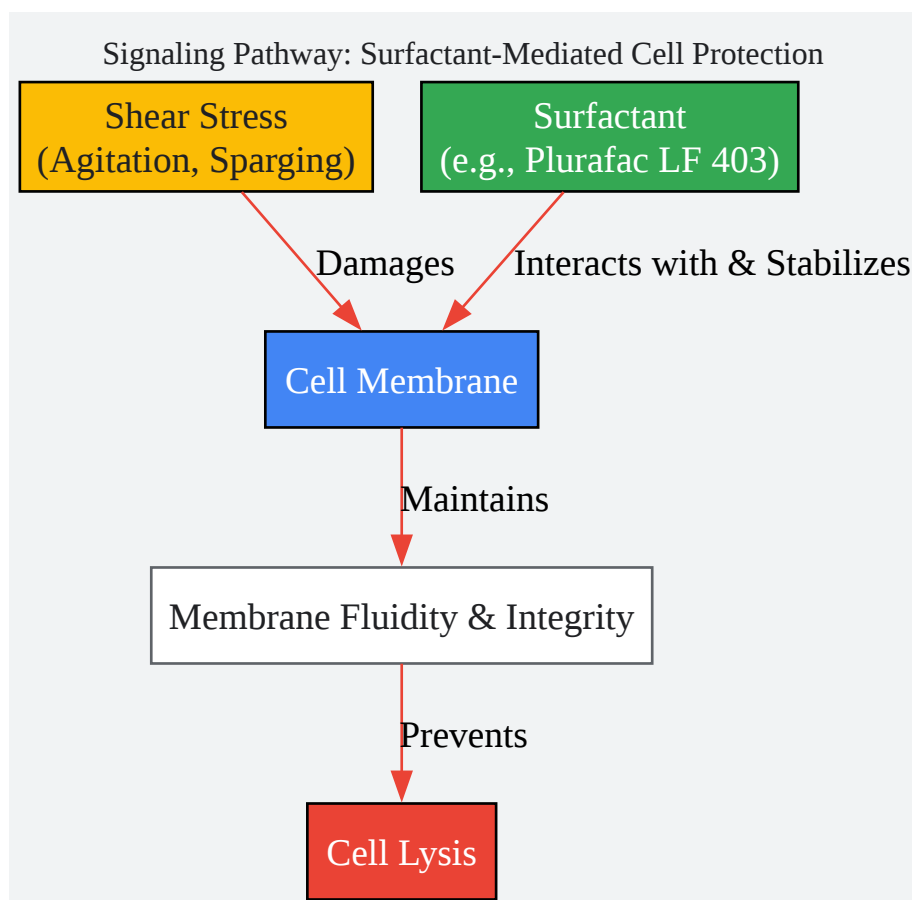 Signaling Pathway: Surfactant-Mediated Cell Protection
Shear Stress
(Agitation, Sparging)
Surfactant
(e.g., Plurafac LF 403)
Damages
Interacts with & Stabilizes
Cell Membrane
Maintains
Membrane Fluidity & Integrity
Prevents
Cell Lysis